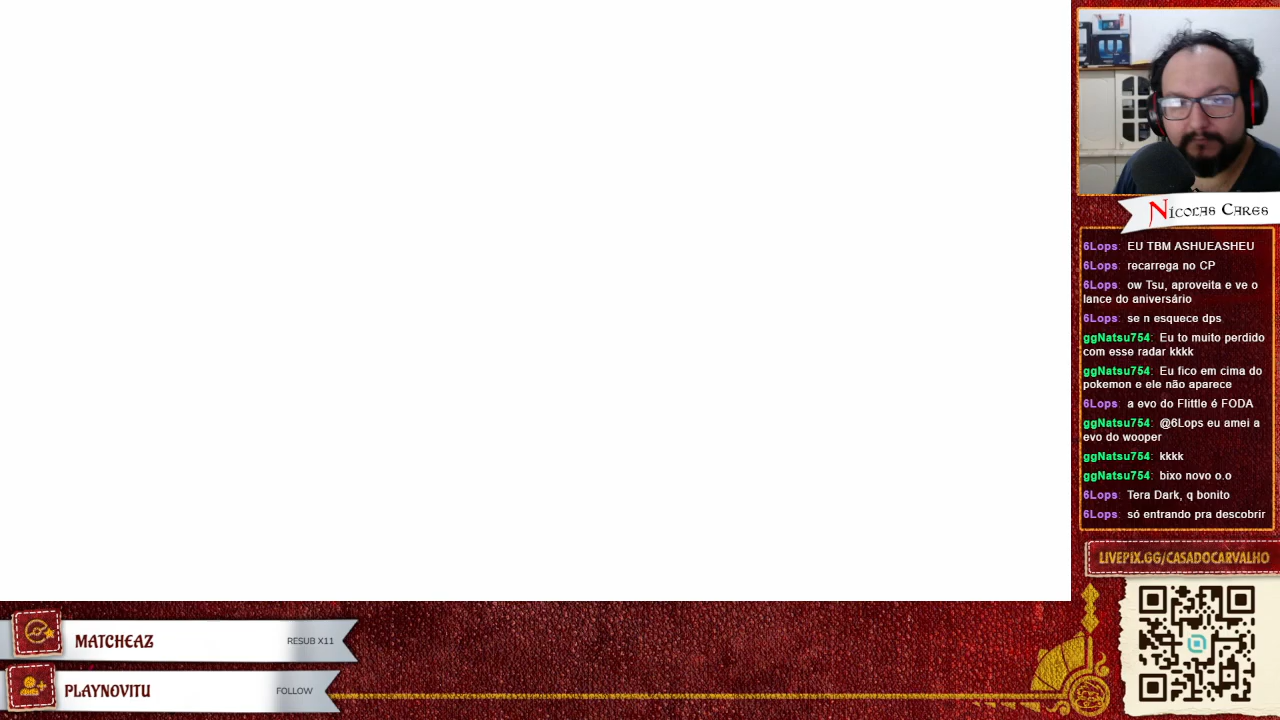 Nícolas Cares
6Lops: EU TBM ASHUEASHEU
6Lops: recarrega no CP
6Lops: ow Tsu, aproveita e ve o
lance do aniversário
6Lops: se n esquece dps
ggNatsu754: Eu to muito perdido
com esse radar kkkk
ggNatsu754: Eu fico em cima do
pokemon e ele não aparece
6Lops: a evo do Flittle é FODA
ggNatsu754: @6Lops eu amei a
evo do wooper
ggNatsu754: kkkk
ggNatsu754: bixo novo o.o
6Lops: Tera Dark, q bonito
6Lops: só entrando pra descobrir
LIVEPIX.GG/CASADOCARVALHO
MATCHEAZ RESUB X11
PLAYNOVITU FOLLOW